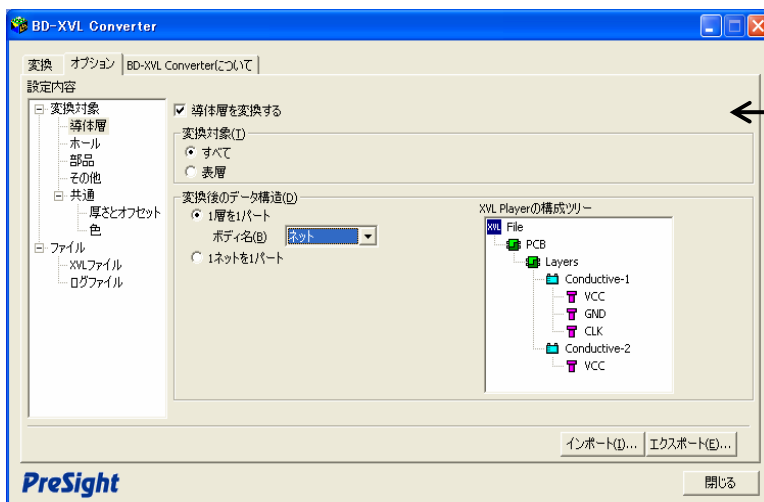 BD-XVL Converter
変換 オプション BD-XVL Converterについて
設定内容
変換対象
導体層
ホール
部品
その他
共通
厚さとオフセット
色
ファイル
XVLファイル
ログファイル
導体層を変換する
変換対象(T)
すべて
表層
変換後のデータ構造(D)
1層を1パート
ボディ名(B) ネット
1ネットを1パート
XVL Playerの構成ツリー
XVL File
PCB
Layers
Conductive-1
VCC
GND
CLK
Conductive-2
VCC
インポート(I)... エクスポート(E)...
PreSight
閉じる